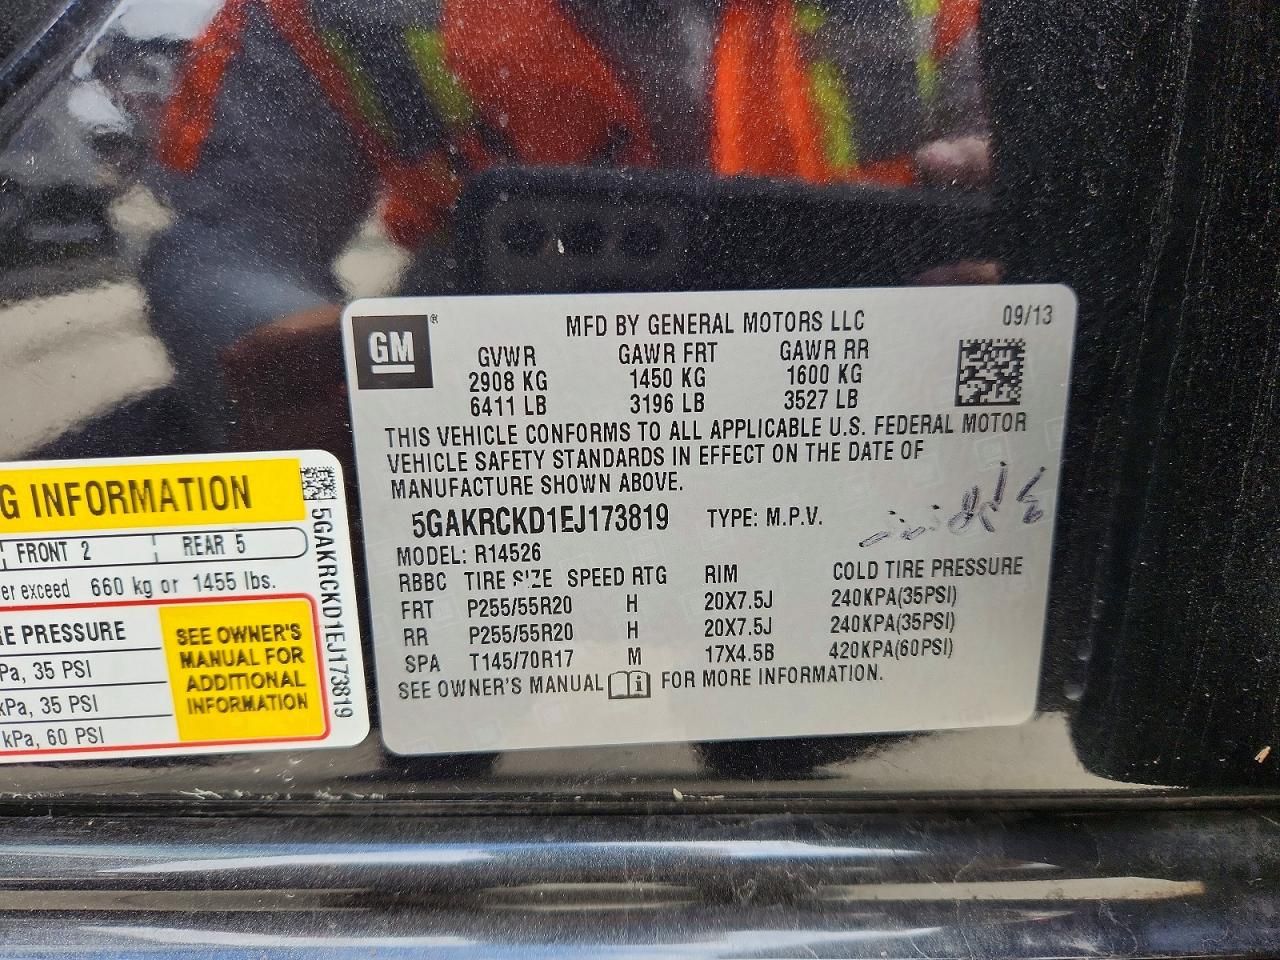 GM®
MFD BY GENERAL MOTORS LLC
09/13
GVWR GAWR FRT GAWR RR
2908 KG 1450 KG 1600 KG
6411 LB 3196 LB 3527 LB
THIS VEHICLE CONFORMS TO ALL APPLICABLE U.S. FEDERAL MOTOR
VEHICLE SAFETY STANDARDS IN EFFECT ON THE DATE OF
MANUFACTURE SHOWN ABOVE.
5GAKRCKD1EJ173819 TYPE: M.P.V.
MODEL: R14526
RBBC TIRE SIZE SPEED RTG RIM COLD TIRE PRESSURE
FRT P255/55R20 H 20X7.5J 240KPA(35PSI)
RR P255/55R20 H 20X7.5J 240KPA(35PSI)
SPA T145/70R17 M 17X4.5B 420KPA(60PSI)
SEE OWNER'S MANUAL FOR MORE INFORMATION.
G INFORMATION
FRONT 2 REAR 5
er exceed 660 kg or 1455 lbs.
E PRESSURE
Pa, 35 PSI
kPa, 35 PSI
kPa, 60 PSI
SEE OWNER'S
MANUAL FOR
ADDITIONAL
INFORMATION
5GAKRCKD1EJ173819